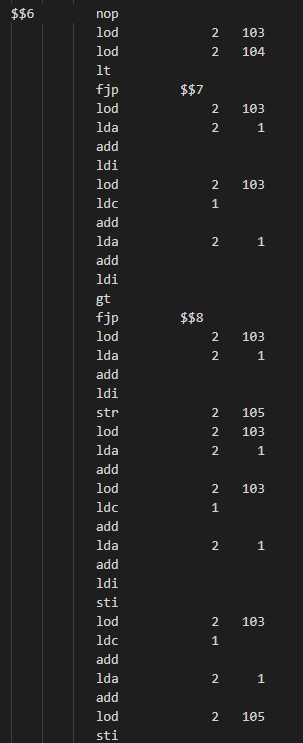 $$6 nop
lod 2 103
lod 2 104
lt
fjp $$7
lod 2 103
lda 2 1
add
ldi
lod 2 103
ldc 1
add
lda 2 1
add
ldi
gt
fjp $$8
lod 2 103
lda 2 1
add
ldi
str 2 105
lod 2 103
lda 2 1
add
lod 2 103
ldc 1
add
lda 2 1
add
ldi
sti
lod 2 103
ldc 1
add
lda 2 1
add
lod 2 105
sti